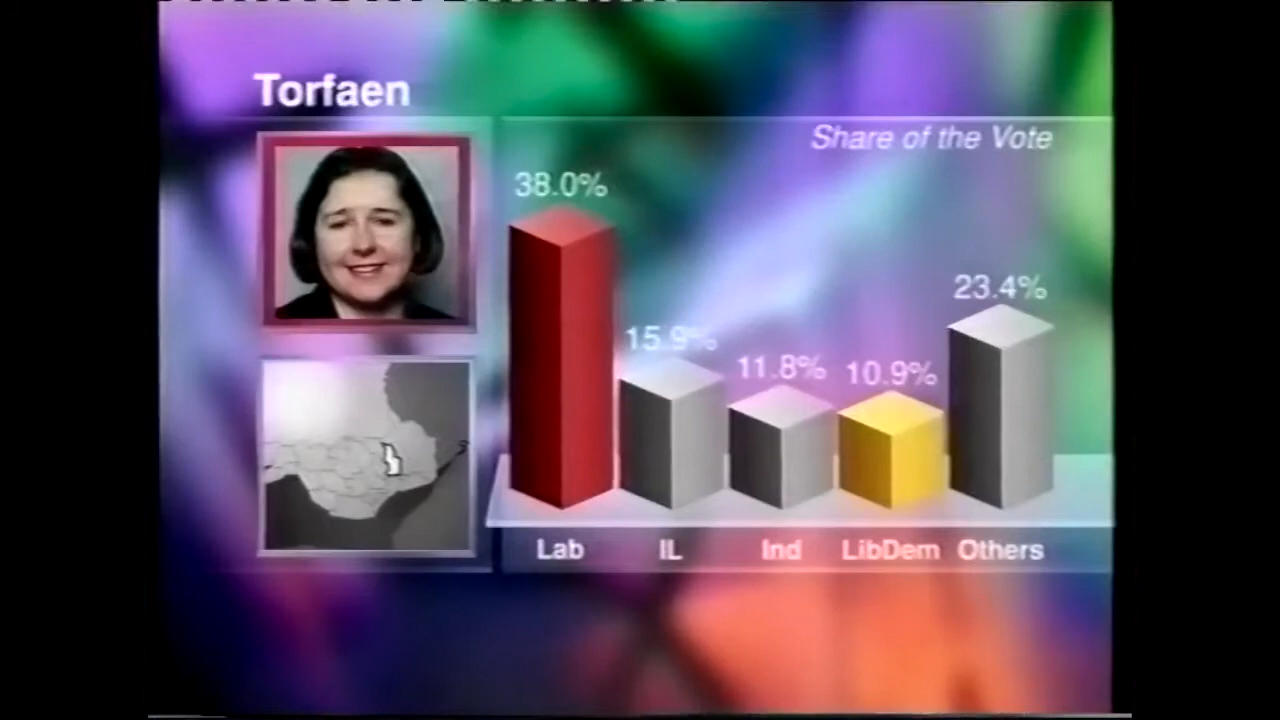 Torfaen
Share of the Vote
38.0%
15.9%
11.8%
10.9%
23.4%
Lab
IL
Ind
LibDem
Others